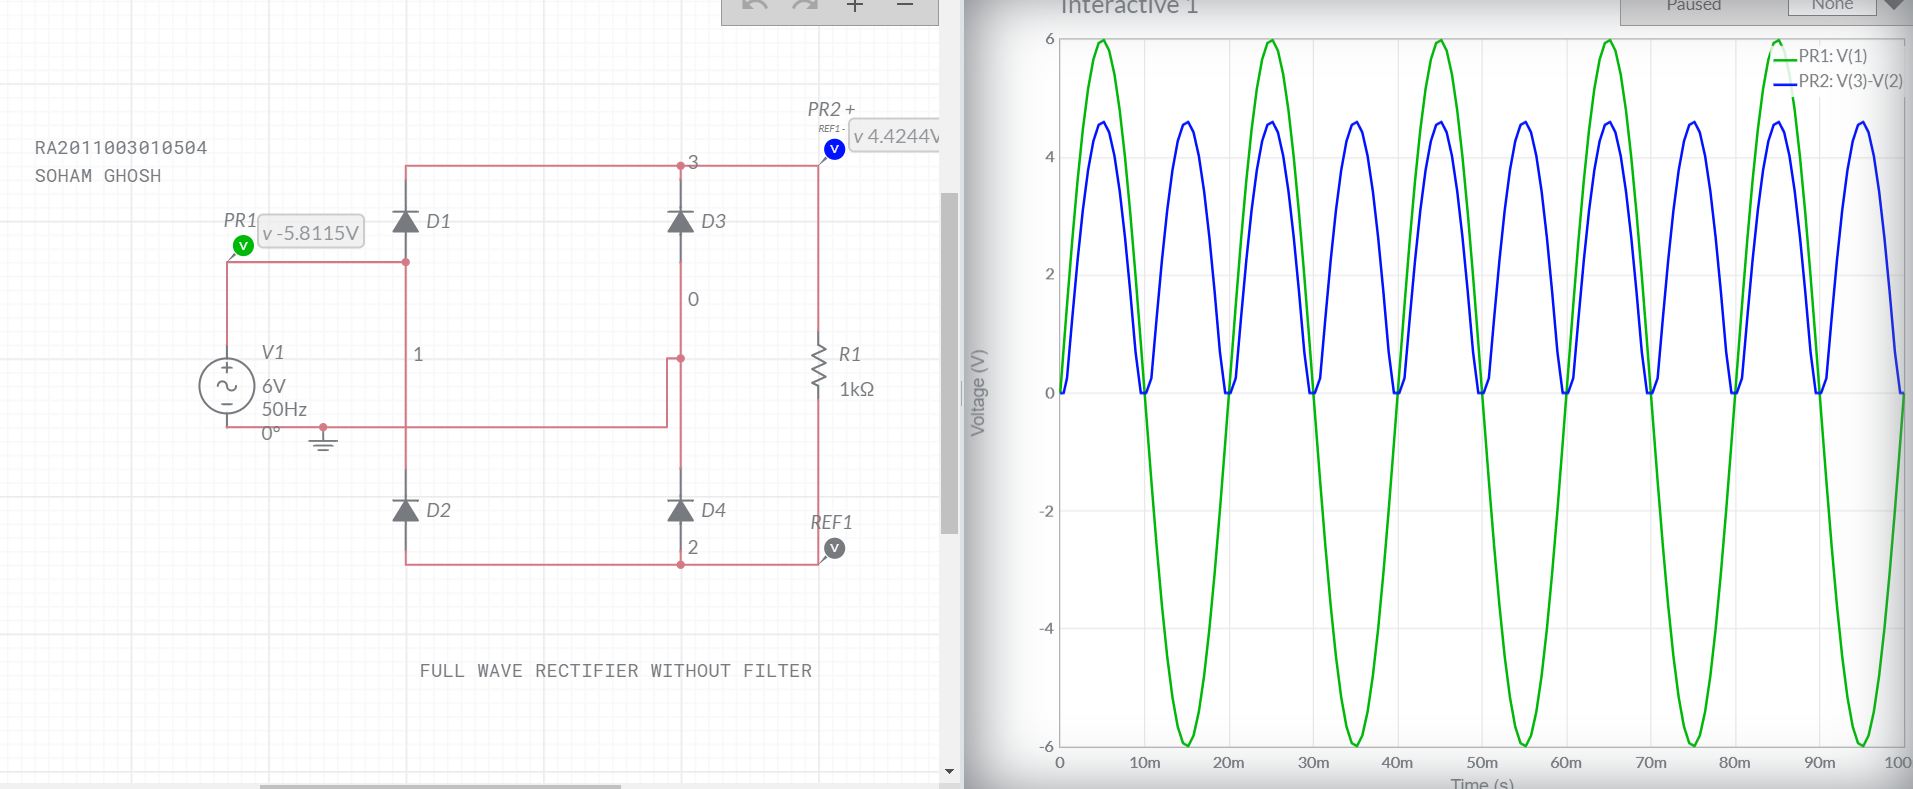 Interactive 1
Paused
None
RA2011003010504
SOHAM GHOSH
PR1
v -5.8115V
V
V1
6V
50Hz
0°
D1
1
D2
D3
3
0
D4
2
PR2 +
REF1 -
v 4.4244V
V
R1
1kΩ
REF1
V
FULL WAVE RECTIFIER WITHOUT FILTER
PR1: V(1)
PR2: V(3)-V(2)
Voltage (V)
6
4
2
0
-2
-4
-6
0 10m 20m 30m 40m 50m 60m 70m 80m 90m 100
Time (s)